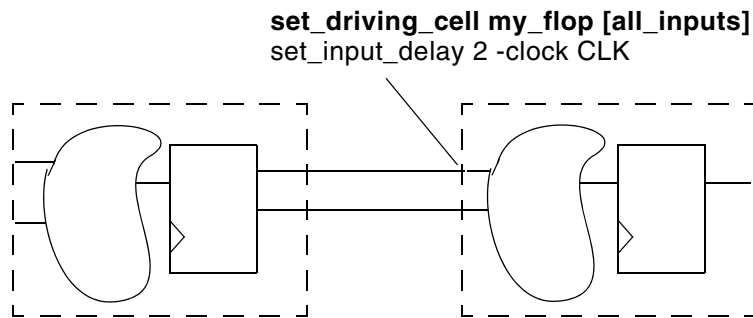 set_driving_cell my_flop [all_inputs]
set_input_delay 2 -clock CLK